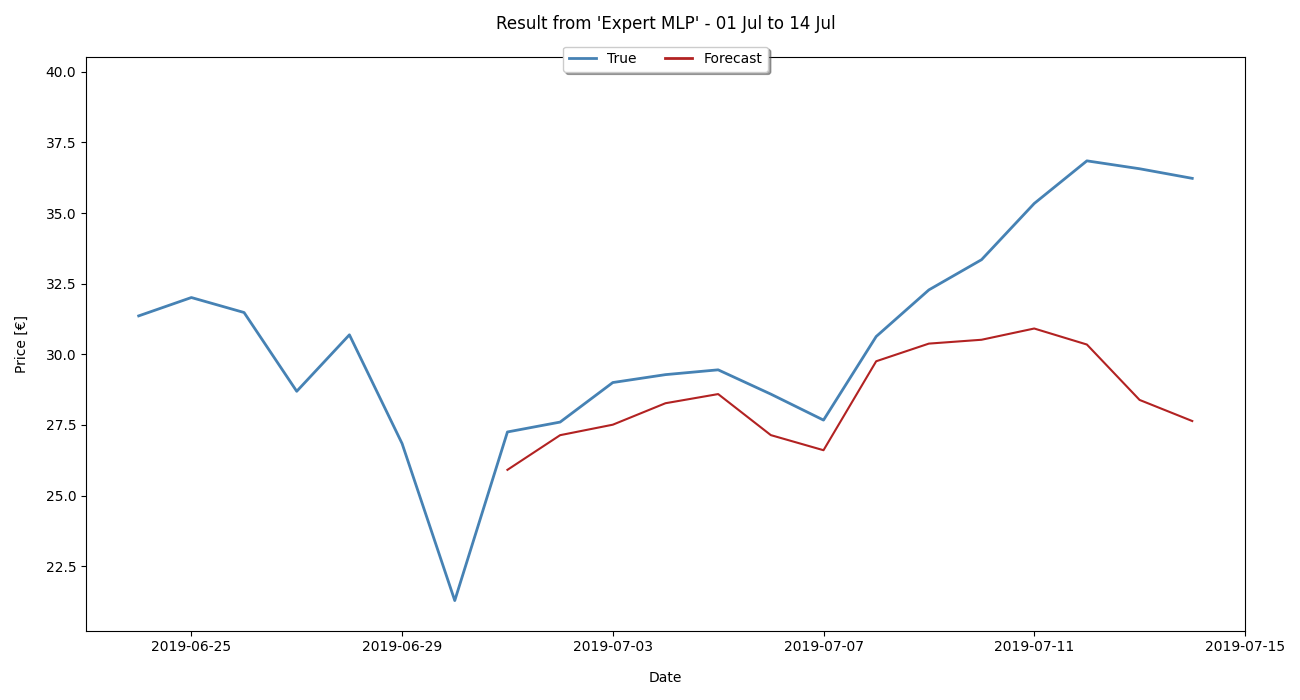 Result from 'Expert MLP' - 01 Jul to 14 Jul
True Forecast
40.0
37.5
35.0
32.5
30.0
27.5
25.0
22.5
Price [€]
2019-06-25 2019-06-29 2019-07-03 2019-07-07 2019-07-11 2019-07-15
Date